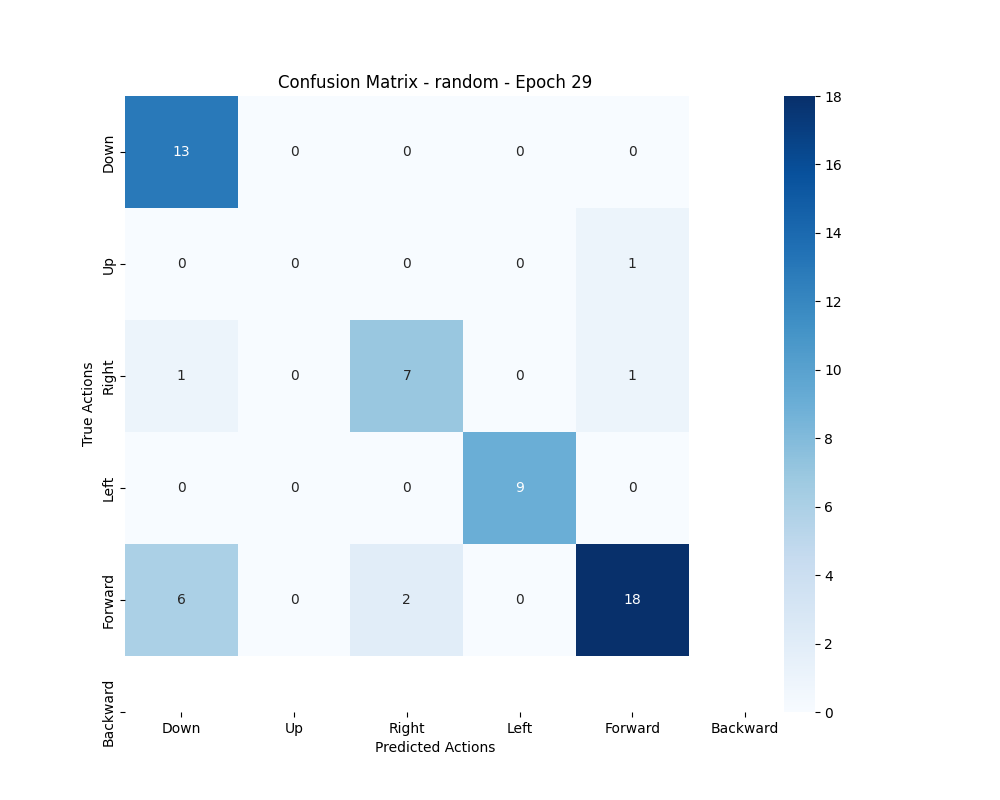 Confusion Matrix - random - Epoch 29
True Actions
Down
13 0 0 0 0
Up
0 0 0 0 1
Right
1 0 7 0 1
Left
0 0 0 9 0
Forward
6 0 2 0 18
Backward
Down Up Right Left Forward Backward
Predicted Actions
18
16
14
12
10
8
6
4
2
0